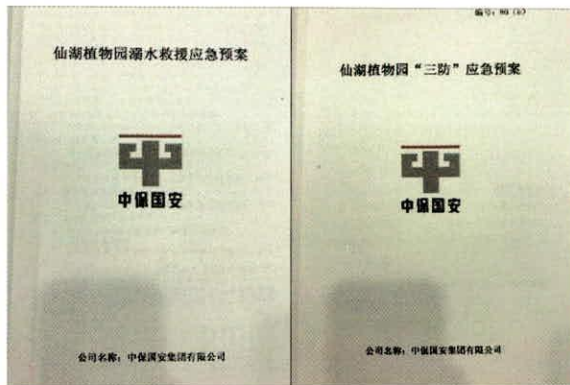 仙湖植物园溺水救援应急预案
中保国安
公司名称：中保国安集团有限公司
仙湖植物园“三防”应急预案
中保国安
公司名称：中保国安集团有限公司